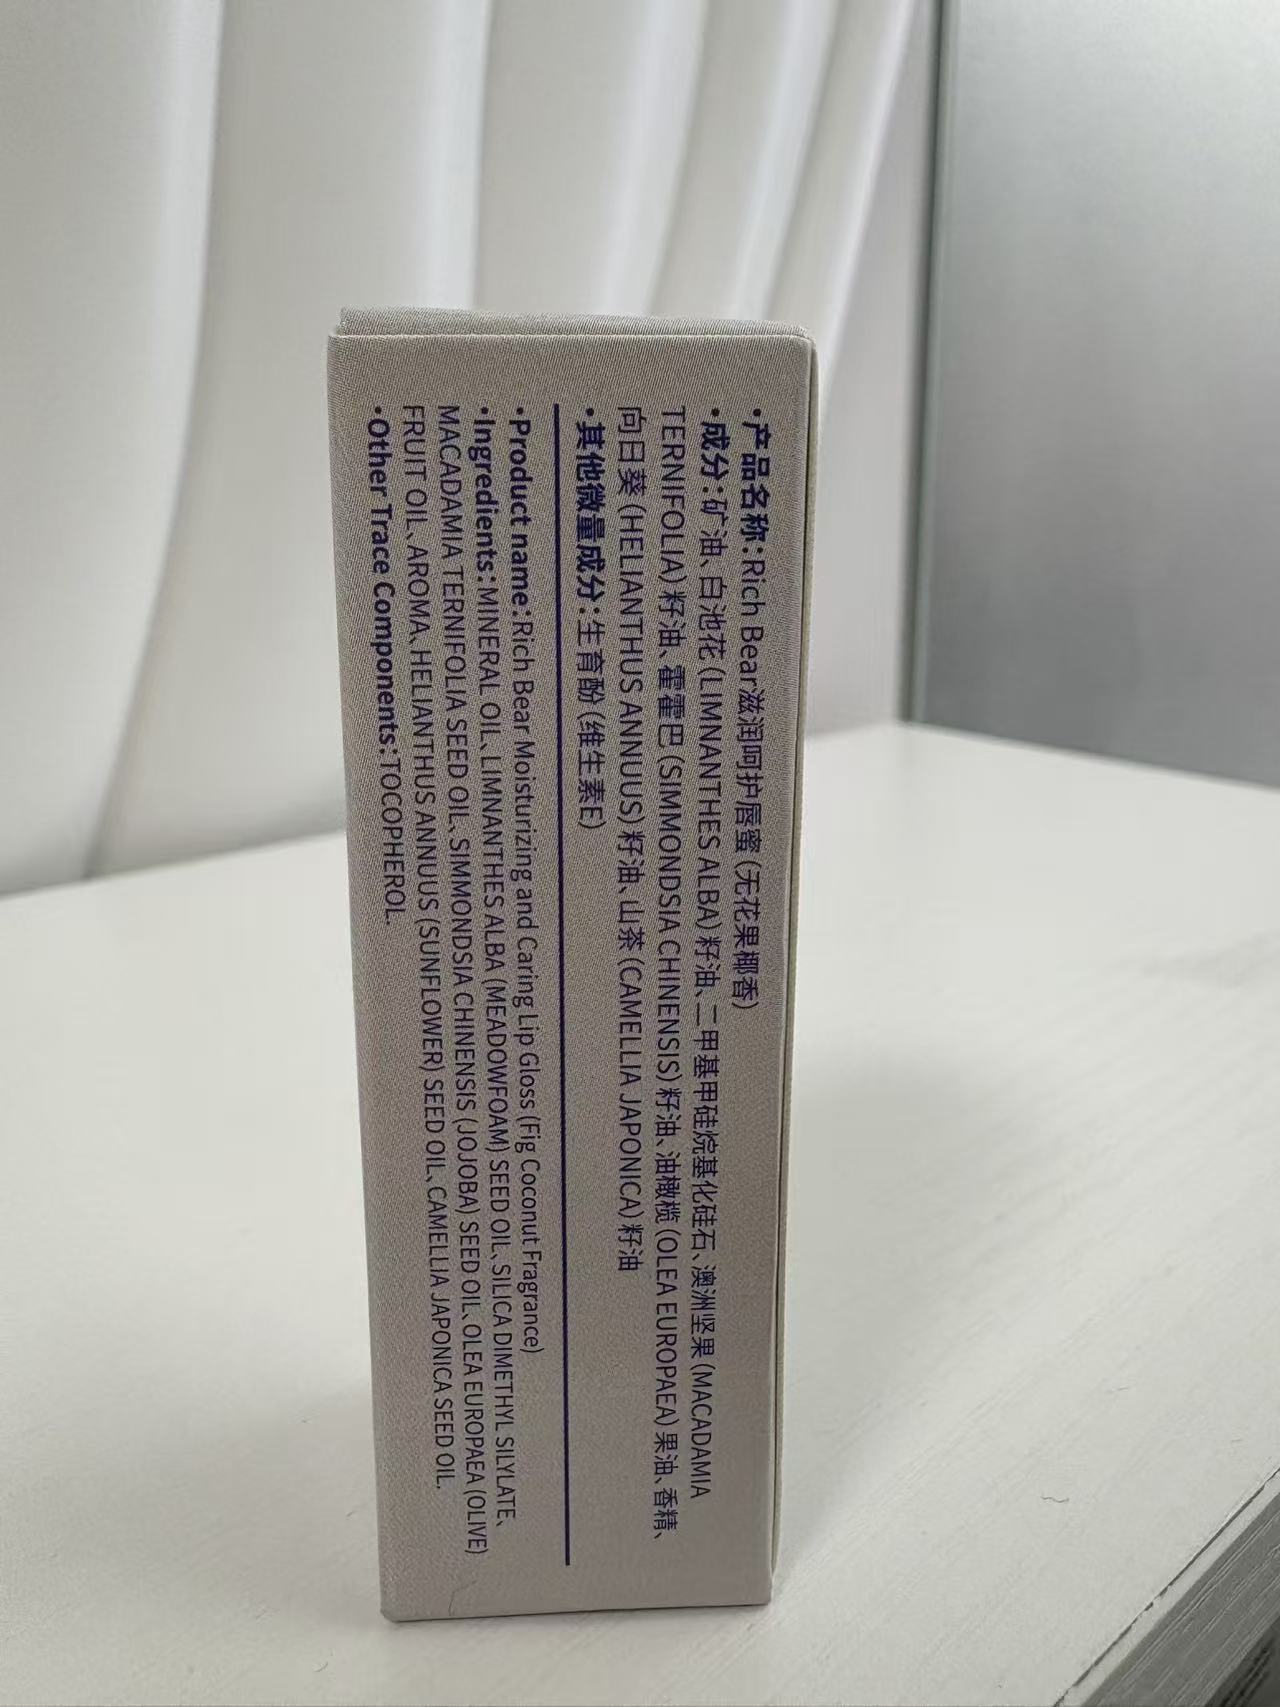 •产品名称：Rich Bear滋润呵护唇蜜（无花果椰香）
•成分：矿油、白池花（LIMNANTHES ALBA）籽油、二甲基甲硅烷基化硅石、澳洲坚果（MACADAMIA
TERNIFOLIA）籽油、霍霍巴（SIMMONDSIA CHINENSIS）籽油、油橄榄（OLEA EUROPAEA）果油、香精、
向日葵（HELIANTHUS ANNUUS）籽油、山茶（CAMELLIA JAPONICA）籽油
•其他微量成分：生育酚（维生素E）
•Product name：Rich Bear Moisturizing and Caring Lip Gloss (Fig Coconut Fragrance)
•Ingredients：MINERAL OIL、LIMNANTHES ALBA (MEADOWFOAM) SEED OIL、SILICA DIMETHYL SILYLATE、
MACADAMIA TERNIFOLIA SEED OIL、SIMMONDSIA CHINENSIS (JOJOBA) SEED OIL、OLEA EUROPAEA (OLIVE)
FRUIT OIL、AROMA、HELIANTHUS ANNUUS (SUNFLOWER) SEED OIL、CAMELLIA JAPONICA SEED OIL.
•Other Trace Components：TOCOPHEROL.